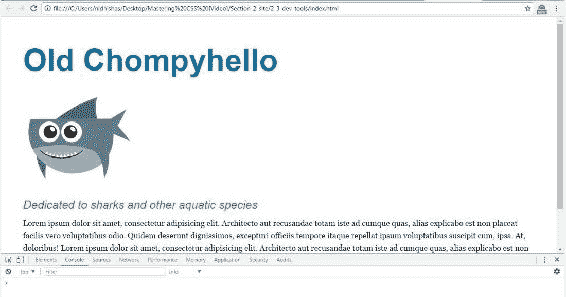 file:///C:/Users/nidhishas/Desktop/Mastering%20CSS%20(Video)/Section-2-site/2-3-dev-tools/index.html
Old Chompyhello
Dedicated to sharks and other aquatic species
Lorem ipsum dolor sit amet, consectetur adipisicing elit. Architecto aut recusandae totam iste ad cumque quas, alias explicabo est non placeat
facilis vero voluptatibus odio. Quidem deserunt dignissimos, excepturi officiis tempore itaque repellat ipsum voluptatibus suscipit cum, ipsa. At,
doloribus! Lorem ipsum dolor sit amet, consectetur adipisicing elit. Architecto aut recusandae totam iste ad cumque quas, alias explicabo est non
Elements Console Sources Network Performance Memory Application Security Audits
top Filter Info